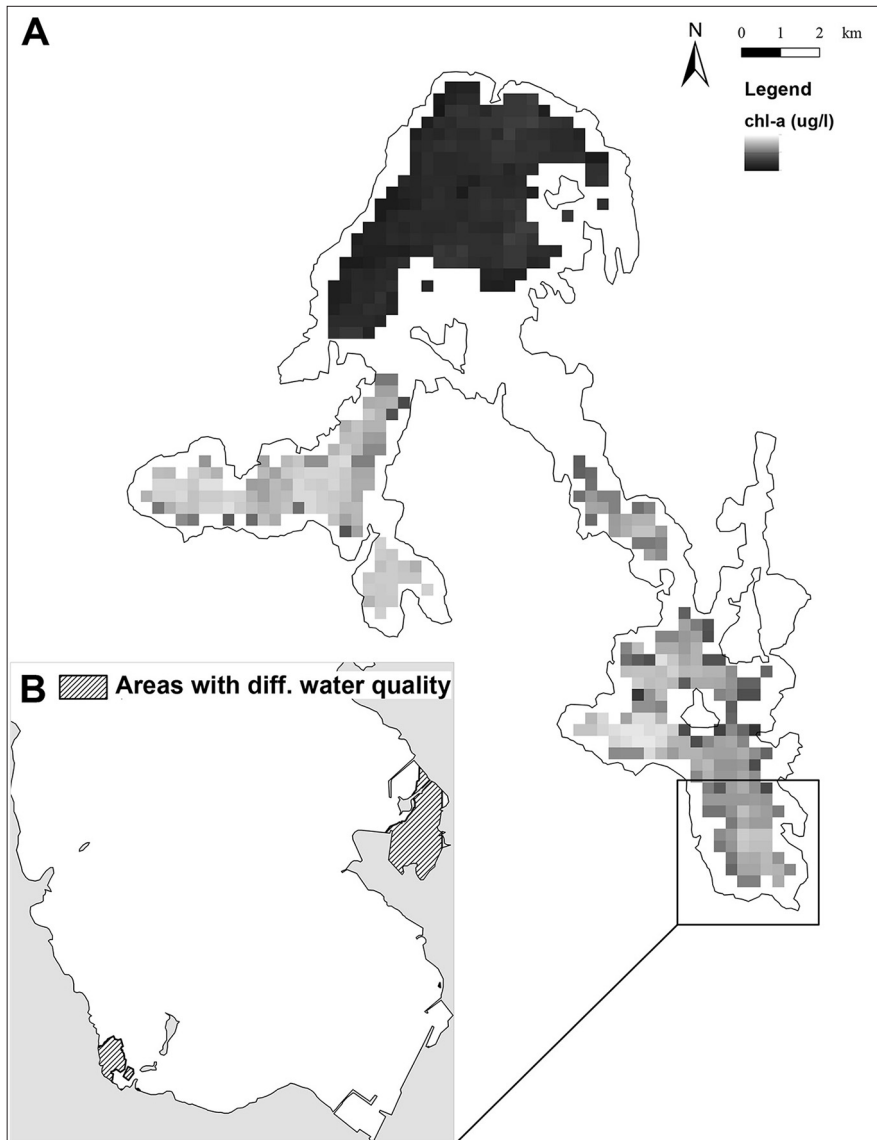 A
N
0 1 2 km
Legend
chl-a (ug/l)
B Areas with diff. water quality